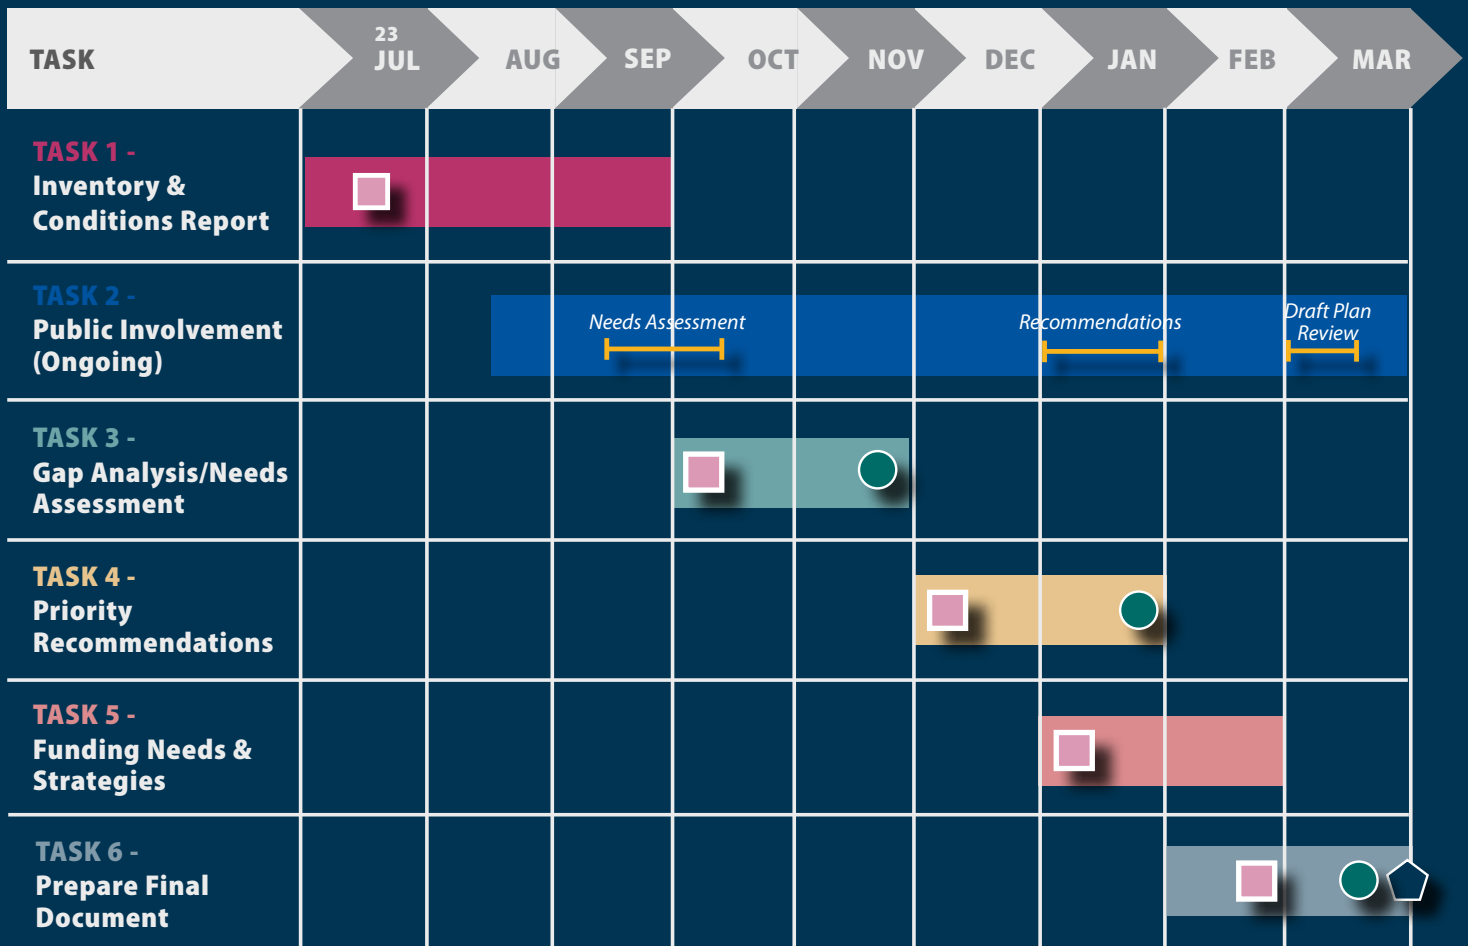 TASK
23
JUL
AUG
SEP
OCT
NOV
DEC
JAN
FEB
MAR
TASK 1 -
Inventory &
Conditions Report
TASK 2 -
Public Involvement
(Ongoing)
Needs Assessment
Recommendations
Draft Plan
Review
TASK 3 -
Gap Analysis/Needs
Assessment
TASK 4 -
Priority
Recommendations
TASK 5 -
Funding Needs &
Strategies
TASK 6 -
Prepare Final
Document